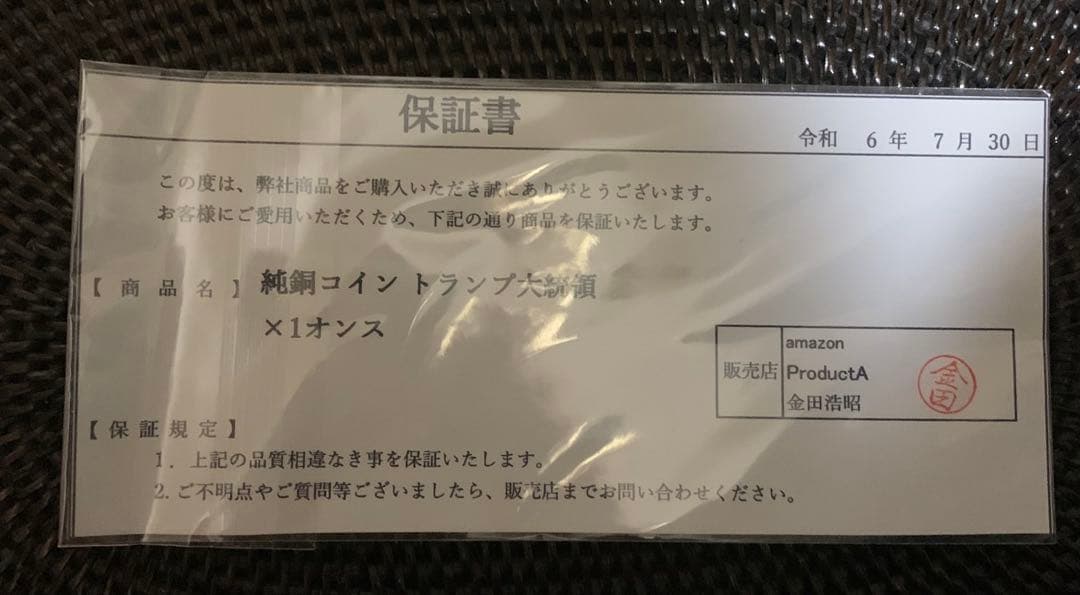 保証書
令和 6 年 7 月 30 日
この度は、弊社商品をご購入いただき誠にありがとうございます。
お客様にご愛用いただくため、下記の通り商品を保証いたします。
【 商 品 名 】 純銅コイン トランプ大統領
×1オンス
amazon
販売店 ProductA
金田浩昭
金田
【 保 証 規 定 】
1. 上記の品質相違なき事を保証いたします。
2. ご不明点やご質問等ございましたら、販売店までお問い合わせください。